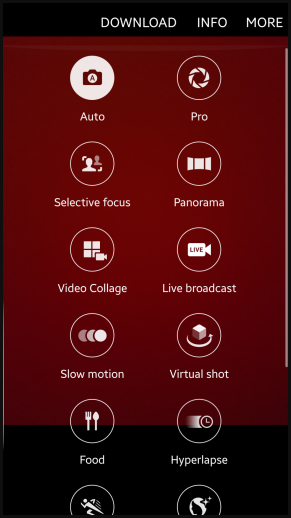 DOWNLOAD INFO MORE
A
Auto Pro
Selective focus Panorama
LIVE
Video Collage Live broadcast
Slow motion Virtual shot
Food Hyperlapse